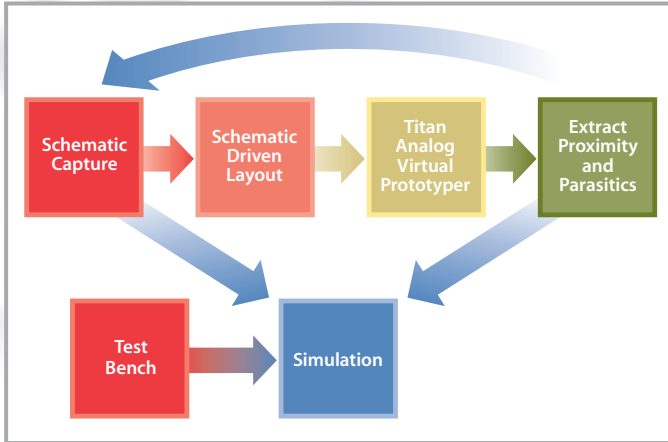 Schematic
Capture
Schematic
Driven
Layout
Titan
Analog
Virtual
Prototyper
Extract
Proximity
and
Parasitics
Test
Bench
Simulation